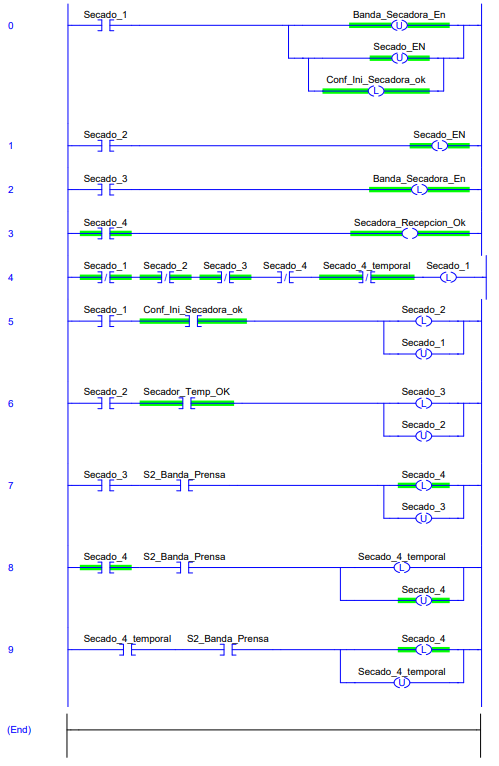 Secado_1 Banda_Secadora_En
0 U
Secado_EN
U
Conf_Ini_Secadora_ok
L
Secado_2 Secado_EN
1 L
Secado_3 Banda_Secadora_En
2 L
Secado_4 Secadora_Recepcion_Ok
3
Secado_1 Secado_2 Secado_3 Secado_4 Secado_4_temporal Secado_1
4 / / / / / L
Secado_1 Conf_Ini_Secadora_ok Secado_2
5 L
Secado_1
U
Secado_2 Secador_Temp_OK Secado_3
6 L
Secado_2
U
Secado_3 S2_Banda_Prensa Secado_4
7 L
Secado_3
U
Secado_4 S2_Banda_Prensa Secado_4_temporal
8 L
Secado_4
U
Secado_4_temporal S2_Banda_Prensa Secado_4
9 L
Secado_4_temporal
U
(End)